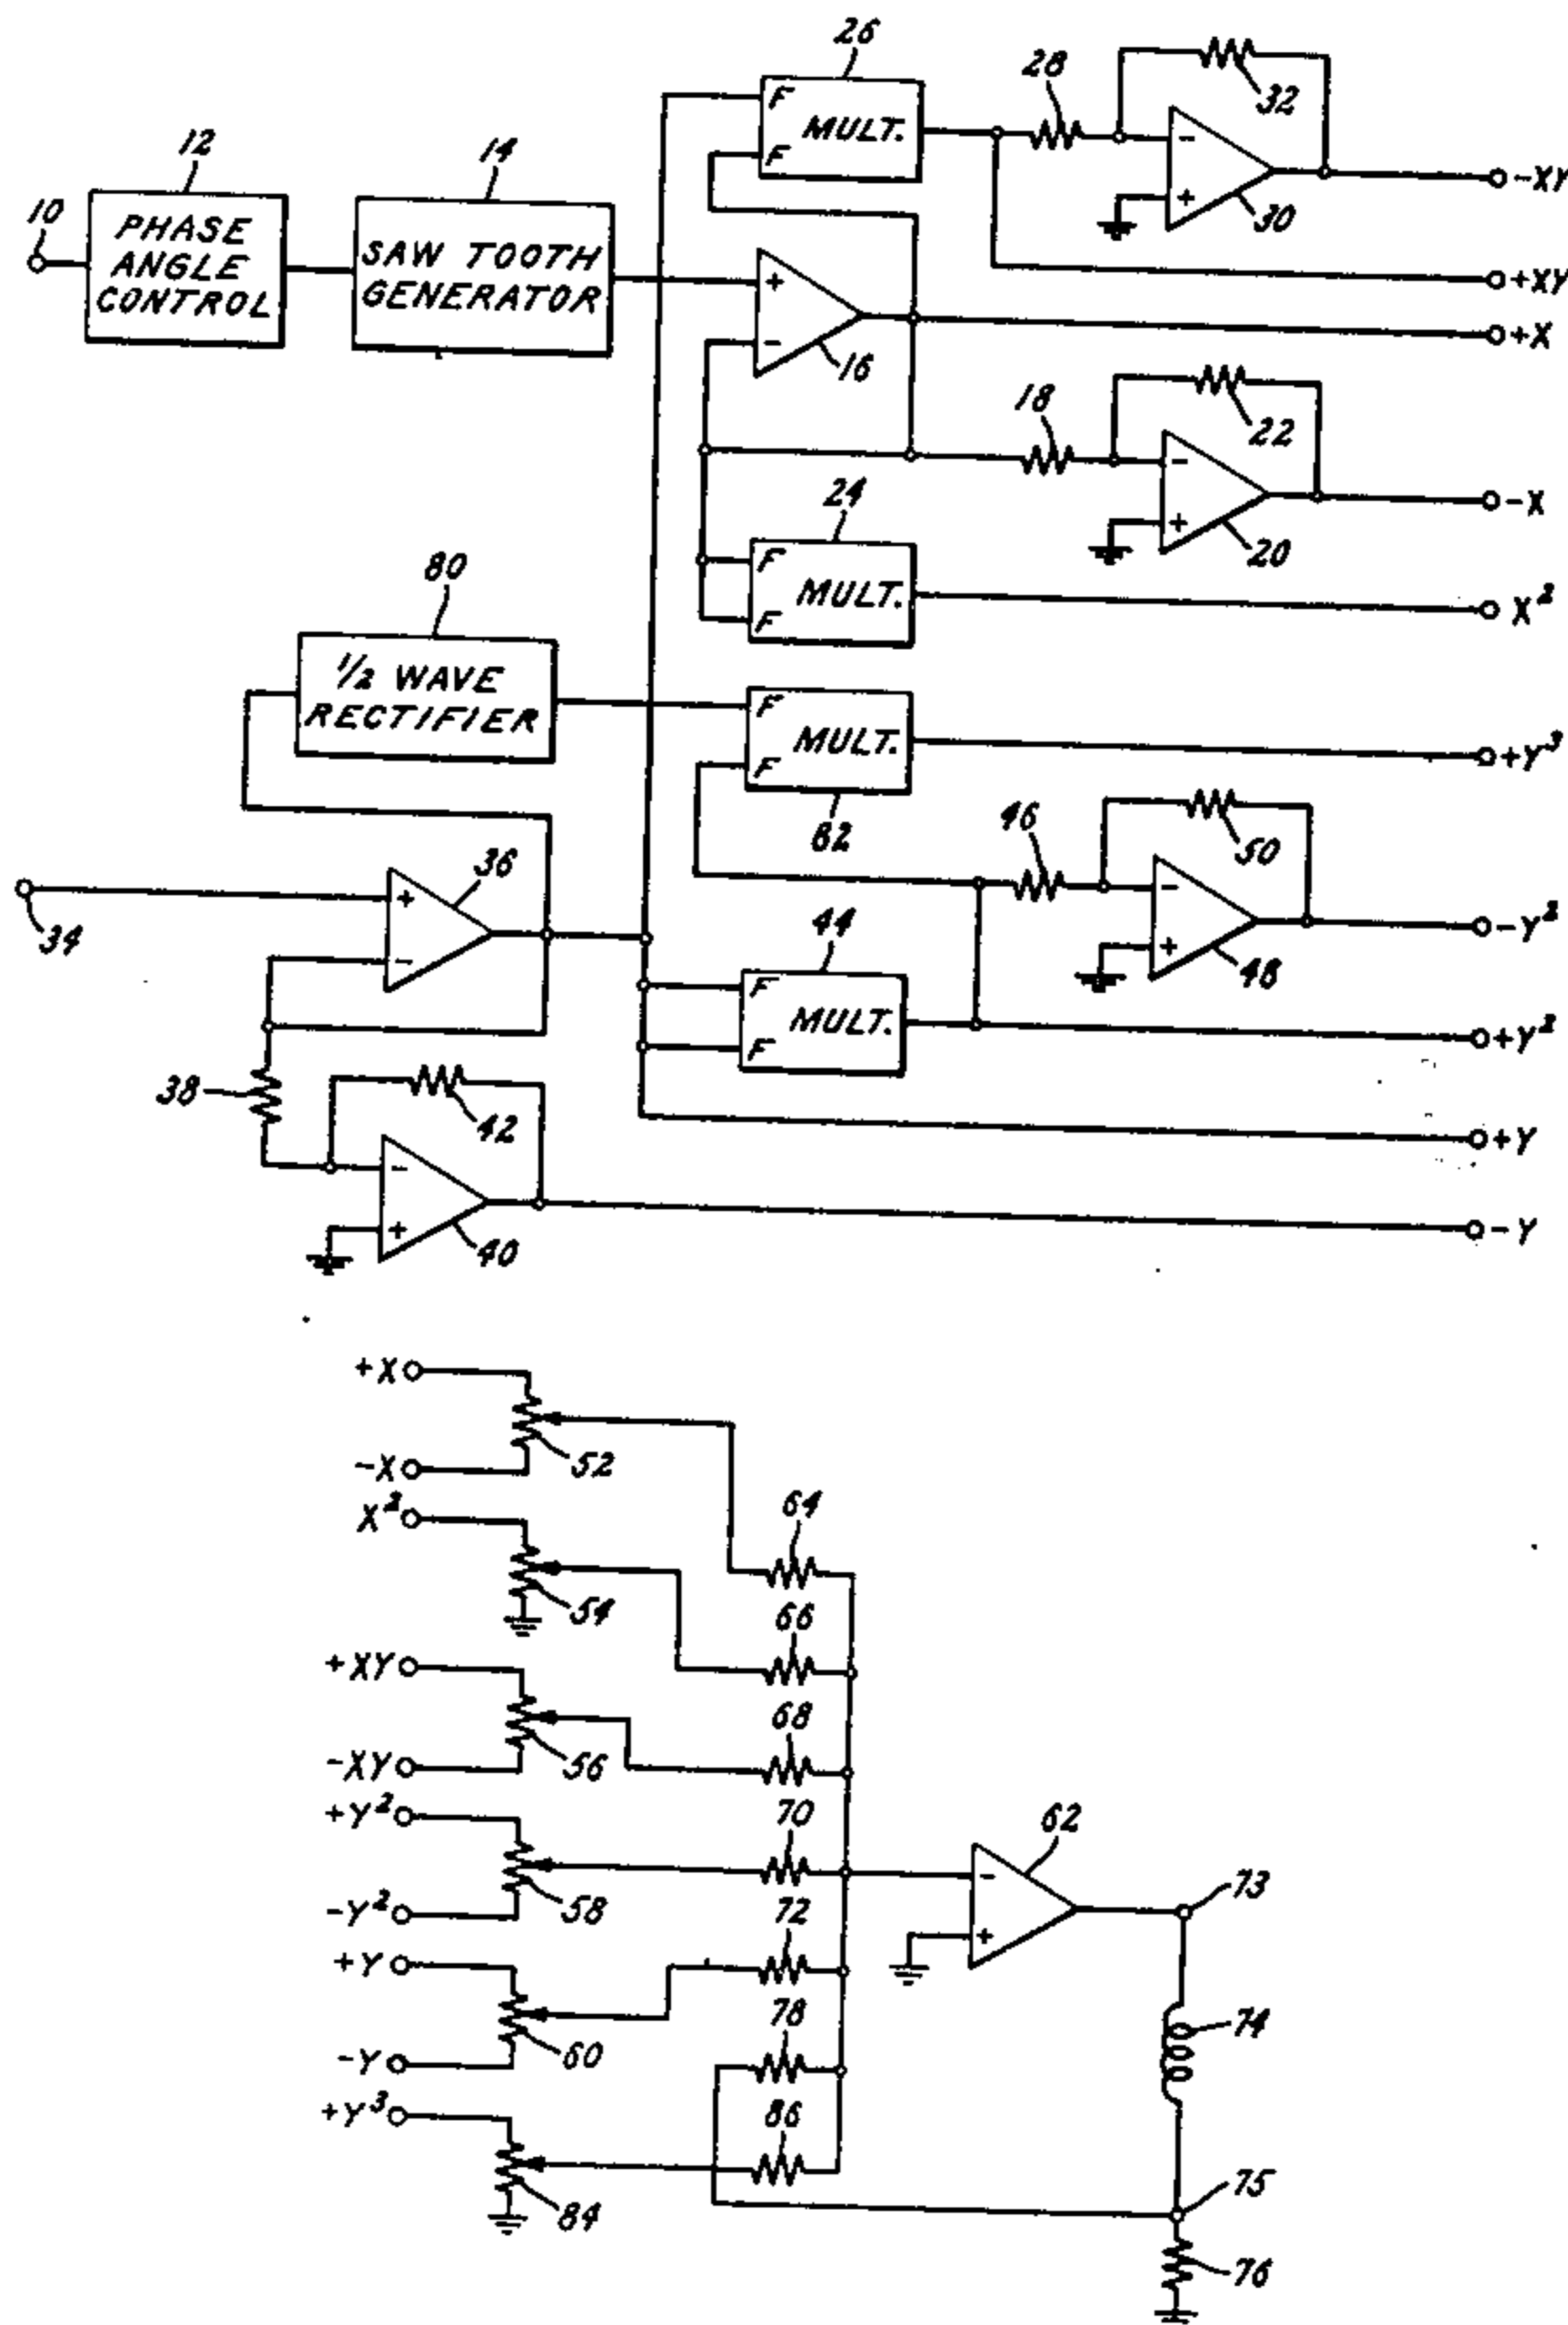 26
28
32
F
F
MULT.
-
+
30
-XY
12
14
10
PHASE
ANGLE
CONTROL
SAW TOOTH
GENERATOR
+
-
16
+XY
+X
18
22
-
+
20
-X
24
F
F
MULT.
X²
80
1/2 WAVE
RECTIFIER
F
F
MULT.
82
+Y³
46
50
-
+
48
-Y²
34
36
+
-
44
F
F
MULT.
+Y²
38
42
+Y
-
+
40
-Y
+X
-X
52
X²
54
64
66
+XY
-XY
56
68
+Y²
-Y²
58
70
62
-
+
73
+Y
-Y
60
72
78
74
+Y³
84
86
75
76